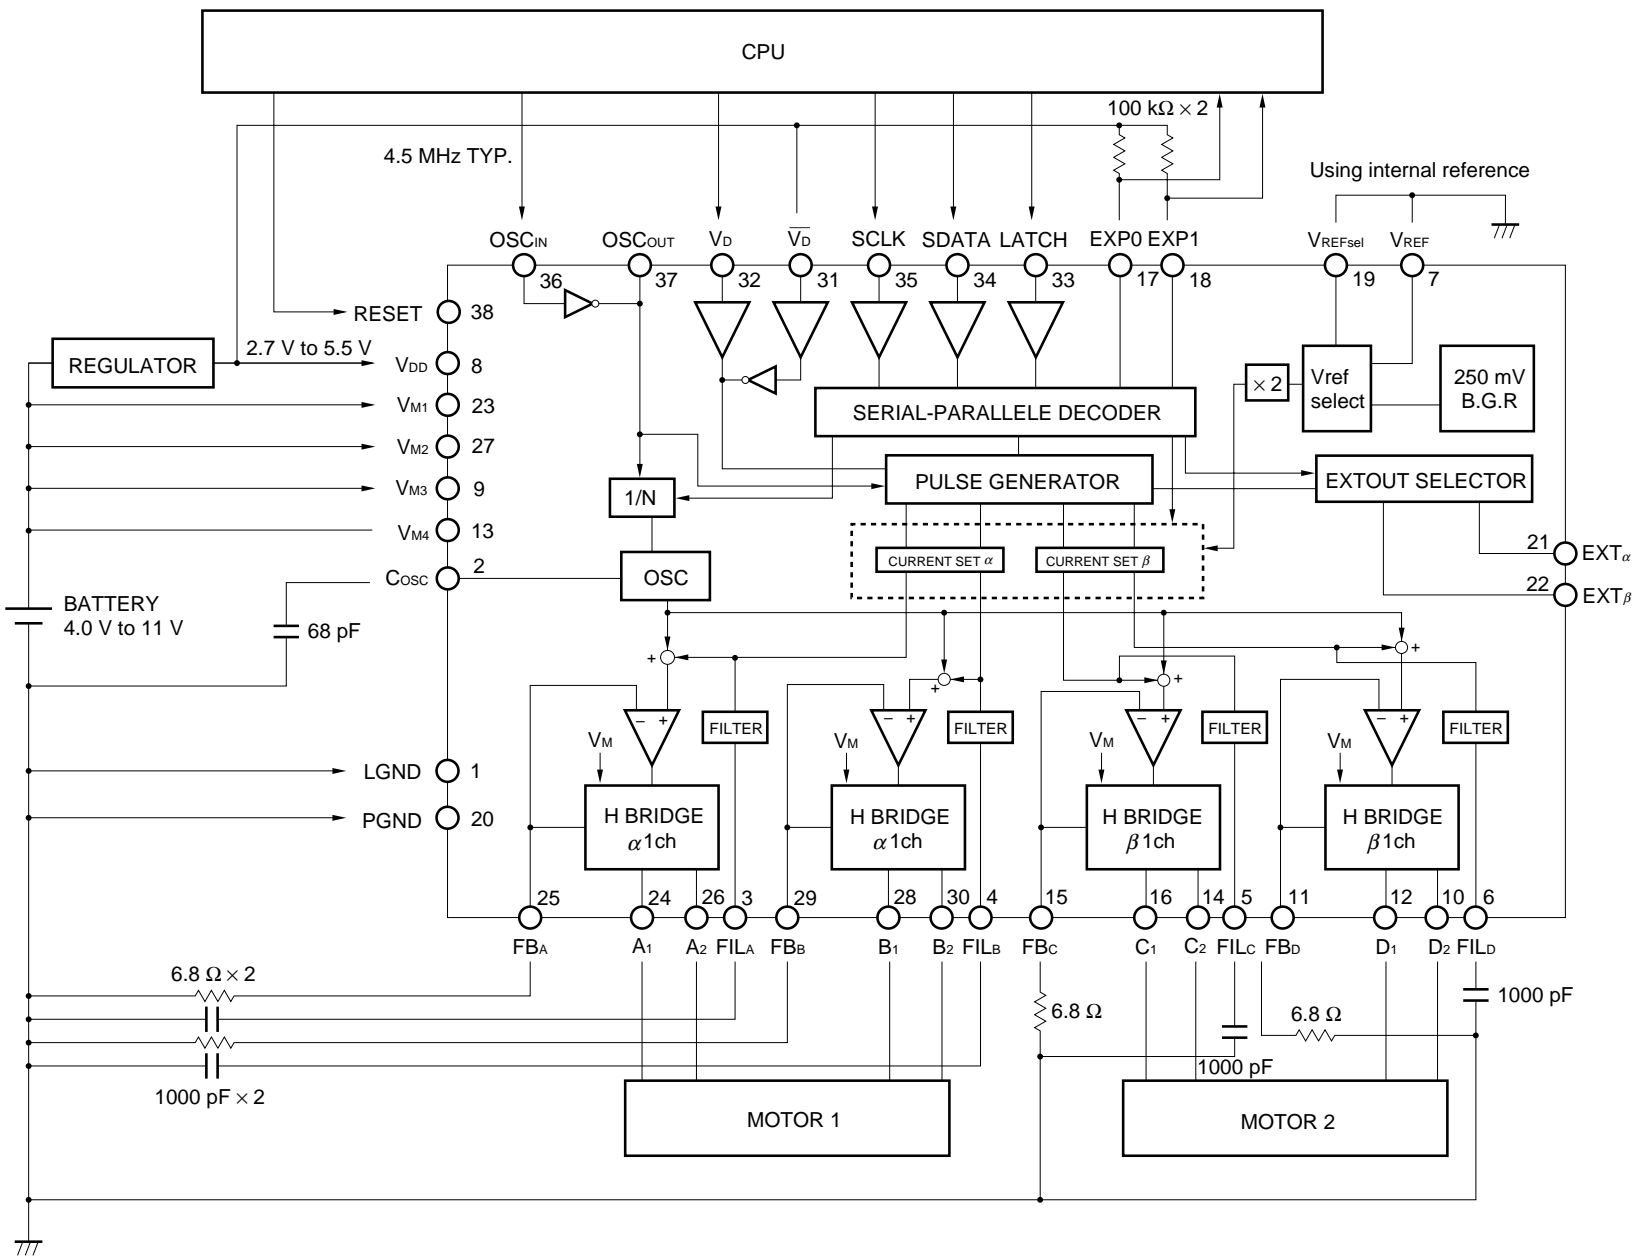 CPU
100 kΩ × 2
4.5 MHz TYP.
Using internal reference
OSCIN OSCOUT VD V̅D̅ SCLK SDATA LATCH EXP0 EXP1 VREFsel VREF
36 37 32 31 35 34 33 17 18 19 7
RESET 38
REGULATOR 2.7 V to 5.5 V VDD 8
× 2 Vref select 250 mV B.G.R
VM1 23
SERIAL-PARALLELE DECODER
VM2 27
VM3 9
1/N PULSE GENERATOR EXTOUT SELECTOR
VM4 13
21 EXTα
CURRENT SET α CURRENT SET β
COSC 2 OSC
22 EXTβ
BATTERY
4.0 V to 11 V
68 pF
+ + + +
− + − + − + − +
FILTER FILTER FILTER FILTER
VM VM VM VM
LGND 1
PGND 20
H BRIDGE H BRIDGE H BRIDGE H BRIDGE
α 1ch α 1ch β 1ch β 1ch
25 24 26 3 29 28 30 4 15 16 14 5 11 12 10 6
FBA A1 A2 FILA FBB B1 B2 FILB FBC C1 C2 FILC FBD D1 D2 FILD
6.8 Ω × 2
1000 pF
6.8 Ω 6.8 Ω
1000 pF
1000 pF × 2
MOTOR 1 MOTOR 2